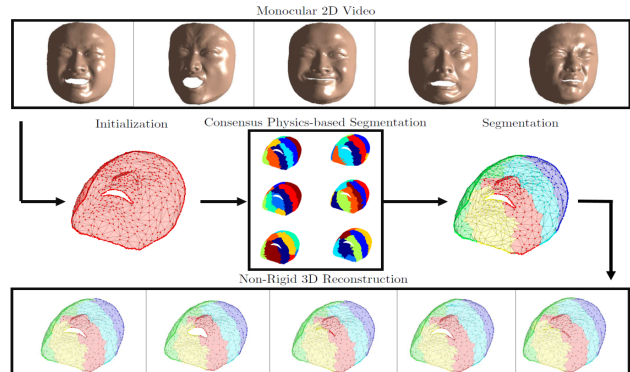 Monocular 2D Video
Initialization
Consensus Physics-based Segmentation
Segmentation
Non-Rigid 3D Reconstruction